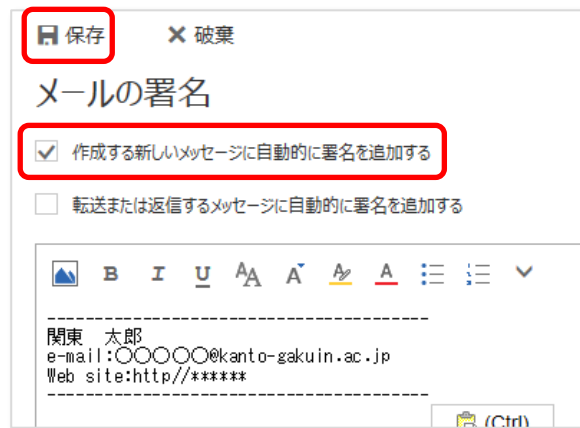 保存 破棄
メールの署名
作成する新しいメッセージに自動的に署名を追加する
転送または返信するメッセージに自動的に署名を追加する
B I U AA A A A
----------------------------------------
関東 太郎
e-mail:〇〇〇〇〇@kanto-gakuin.ac.jp
Web site:http//******
----------------------------------------
(Ctrl)